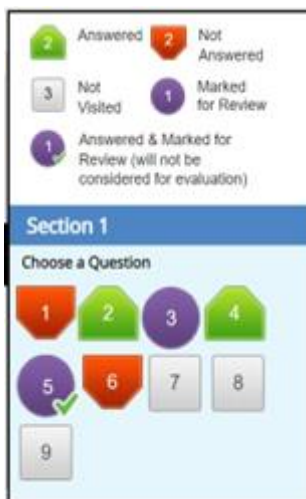 2 Answered 2 Not
Answered
3 Not
Visited 1 Marked
for Review
1 Answered & Marked for
Review (will not be
considered for evaluation)
Section 1
Choose a Question
1 2 3 4
5 6 7 8
9